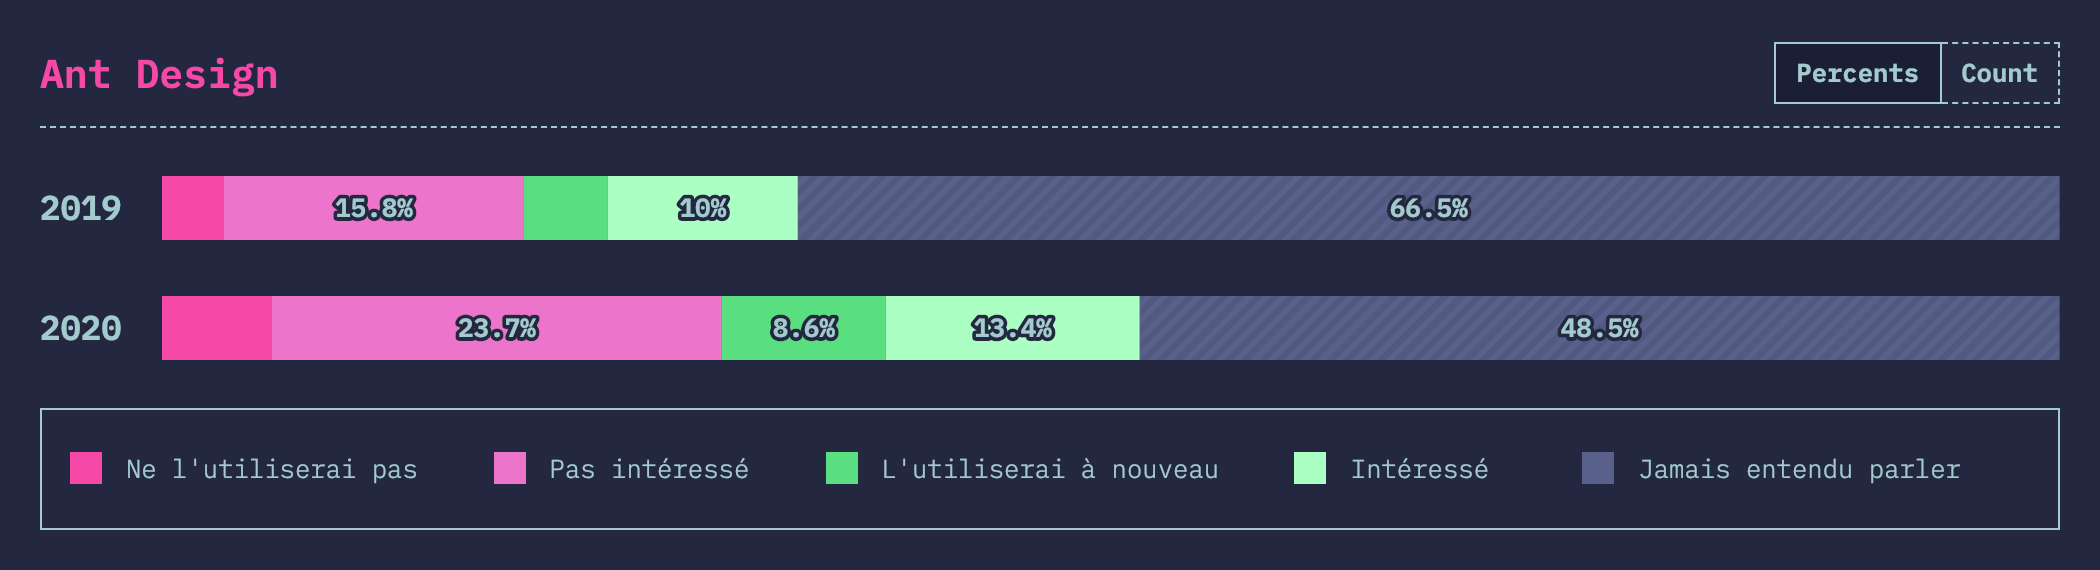 Ant Design
Percents Count
2019 15.8% 10% 66.5%
2020 23.7% 8.6% 13.4% 48.5%
Ne l'utiliserai pas Pas intéressé L'utiliserai à nouveau Intéressé Jamais entendu parler